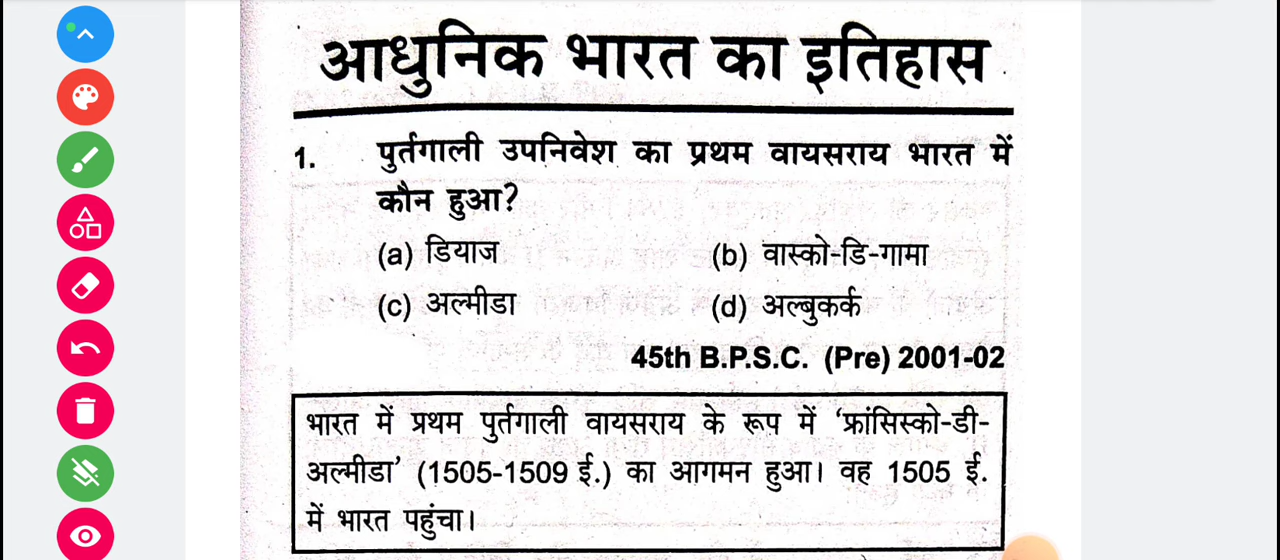 आधुनिक भारत का इतिहास
1. पुर्तगाली उपनिवेश का प्रथम वायसराय भारत में
कौन हुआ?
(a) डियाज (b) वास्को-डि-गामा
(c) अल्मीडा (d) अल्बुकर्क
45th B.P.S.C. (Pre) 2001-02
भारत में प्रथम पुर्तगाली वायसराय के रूप में ‘फ्रांसिस्को-डी-
अल्मीडा’ (1505-1509 ई.) का आगमन हुआ। वह 1505 ई.
में भारत पहुंचा।